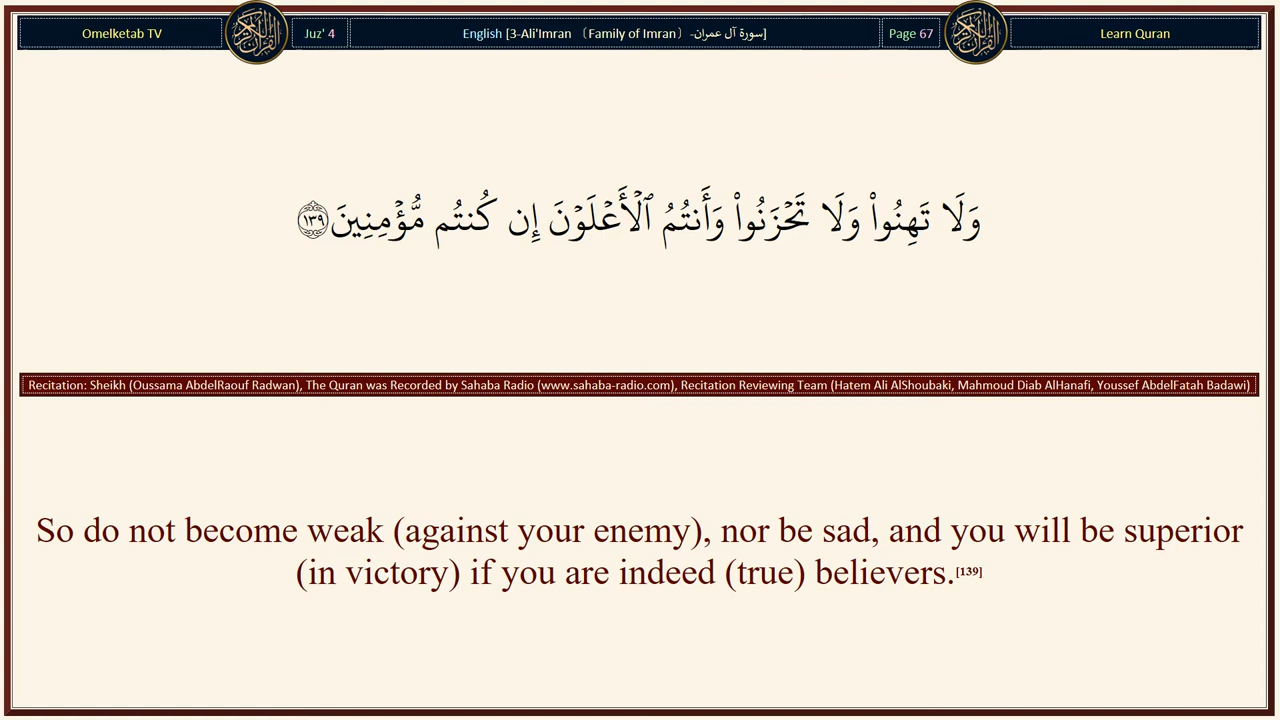 Omelketab TV
Juz' 4
English [3-Ali'Imran 〔Family of Imran〕-سورة آل عمران]
Page 67
Learn Quran
وَلَا تَهِنُوا۟ وَلَا تَحْزَنُوا۟ وَأَنتُمُ ٱلْأَعْلَوْنَ إِن كُنتُم مُّؤْمِنِينَ ١٣٩
Recitation: Sheikh (Oussama AbdelRaouf Radwan), The Quran was Recorded by Sahaba Radio (www.sahaba-radio.com), Recitation Reviewing Team (Hatem Ali AlShoubaki, Mahmoud Diab AlHanafi, Youssef AbdelFatah Badawi)
So do not become weak (against your enemy), nor be sad, and you will be superior
(in victory) if you are indeed (true) believers.[139]